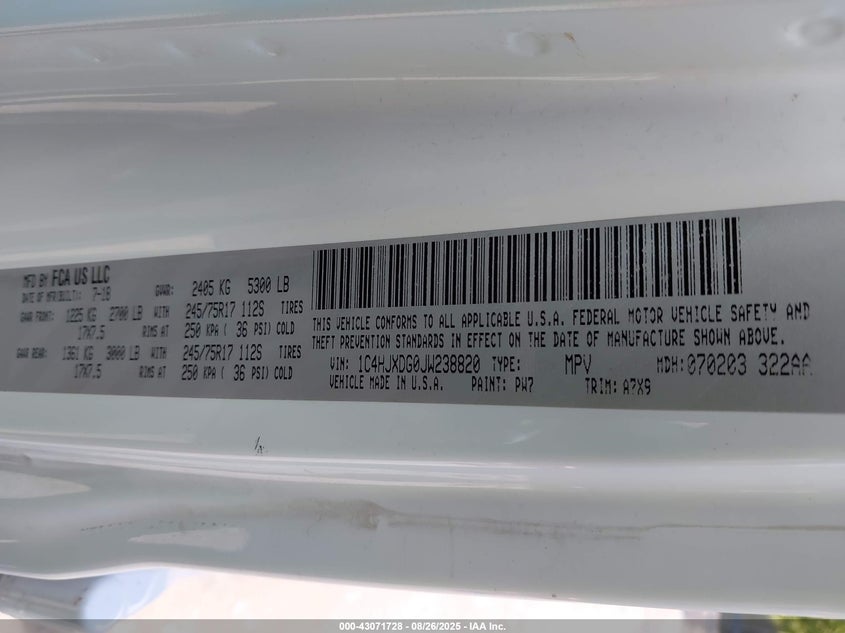 MFD BY FCA US LLC
DATE OF MFR(BUILT): 7-18 GVWR: 2405 KG 5300 LB
GAWR FRONT: 1225 KG 2700 LB WITH 245/75R17 112S TIRES
17X7.5 RIMS AT 250 KPA ( 36 PSI) COLD
GAWR REAR: 1361 KG 3000 LB WITH 245/75R17 112S TIRES
17X7.5 RIMS AT 250 KPA ( 36 PSI) COLD
THIS VEHICLE CONFORMS TO ALL APPLICABLE U.S.A. FEDERAL MOTOR VEHICLE SAFETY AND
THEFT PREVENTION STANDARDS IN EFFECT ON THE DATE OF MANUFACTURE SHOWN ABOVE.
VIN: 1C4HJXDG0JW238820 TYPE: MPV MDH: 070203 322AA
VEHICLE MADE IN U.S.A. PAINT: PW7 TRIM: A7X9
000-43071728 - 08/26/2025 - IAA Inc.